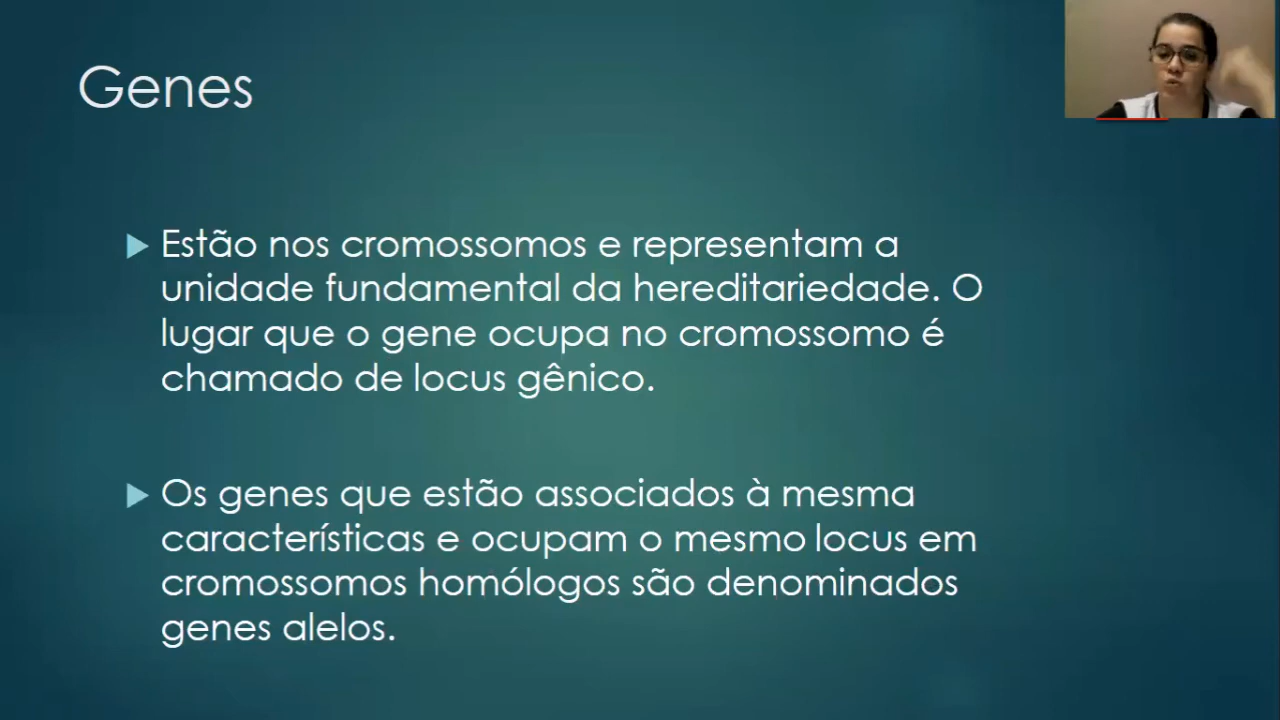 Genes
Estão nos cromossomos e representam a
unidade fundamental da hereditariedade. O
lugar que o gene ocupa no cromossomo é
chamado de locus gênico.
Os genes que estão associados à mesma
características e ocupam o mesmo locus em
cromossomos homólogos são denominados
genes alelos.